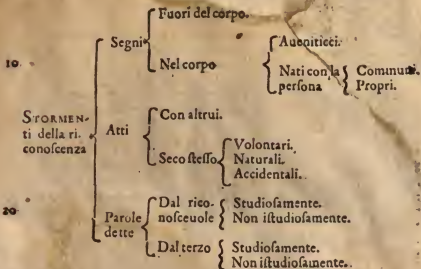 Fuori del corpo.
Segni
Aueniticci.
10
Nel corpo
Nati con la persona
Communi.
Propri.
STORMEN-
ti della ri-
conoſcenza
Atti
Con altrui.
Seco ſteſſo
Volontari.
Naturali.
Accidentali.
20
Parole dette
Dal rico-
noſceuole
Studioſamente.
Non iſtudioſamente.
Dal terzo
Studioſamente.
Non iſtudioſamente.